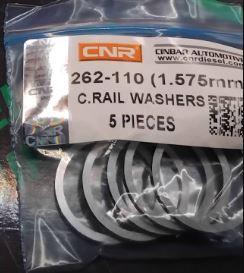 CNR
CINBAR AUTOMOTIVE
www.cnrdiesel.com
262-110 (1.575mm
C.RAIL WASHERS
5 PIECES
CNR